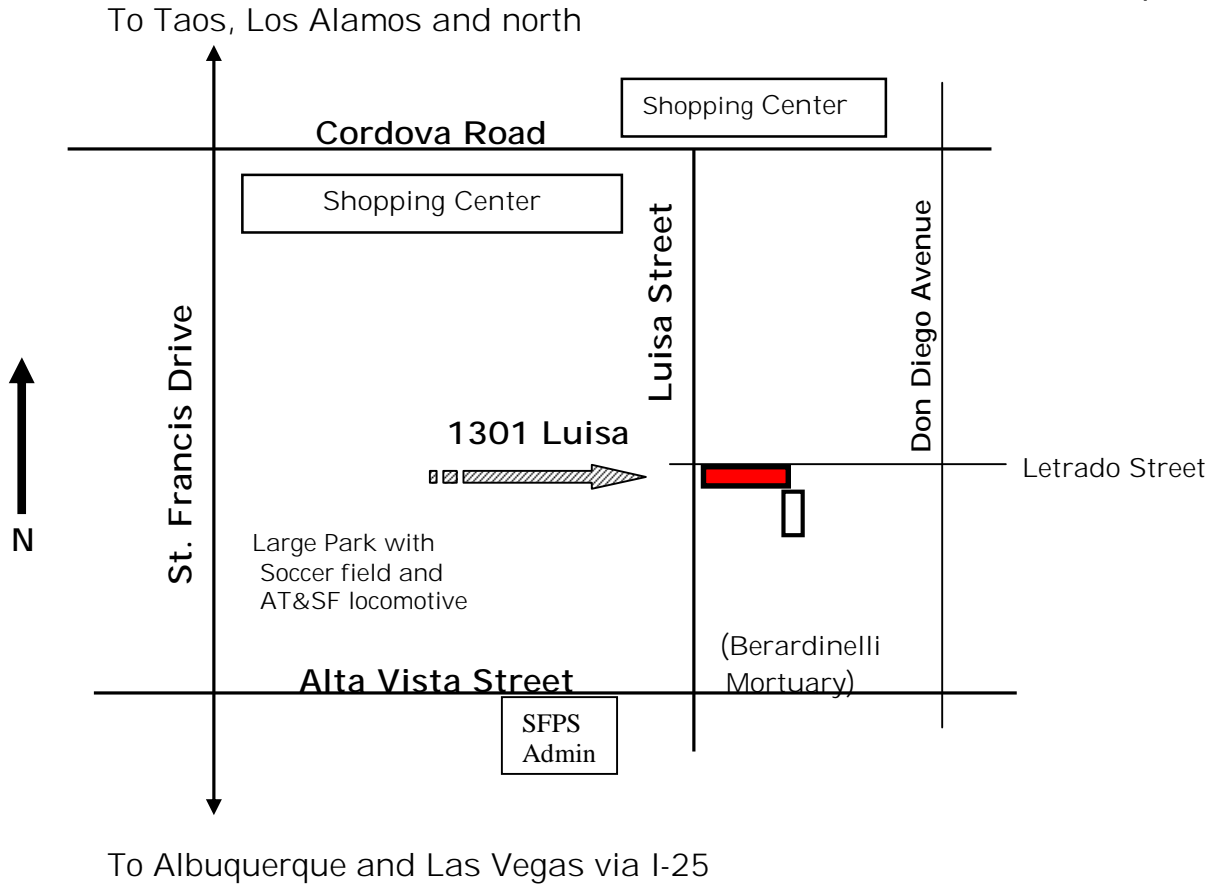 To Taos, Los Alamos and north
Shopping Center
Cordova Road
Shopping Center
Luisa Street
Don Diego Avenue
St. Francis Drive
1301 Luisa
Letrado Street
N
Large Park with
Soccer field and
AT&SF locomotive
(Berardinelli
Mortuary)
Alta Vista Street
SFPS
Admin
To Albuquerque and Las Vegas via I-25